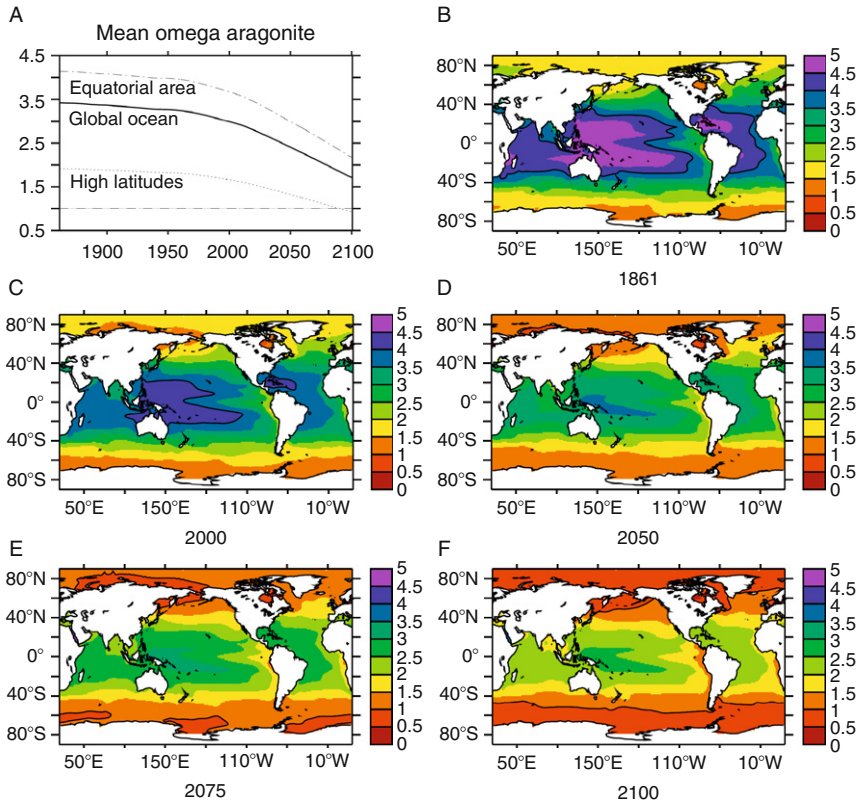 A
Mean omega aragonite
4.5
3.5
2.5
1.5
0.5
Equatorial area
Global ocean
High latitudes
1900 1950 2000 2050 2100
B
80°N
40°N
0°
40°S
80°S
5
4.5
4
3.5
3
2.5
2
1.5
1
0.5
0
50°E 150°E 110°W 10°W
1861
C
80°N
40°N
0°
40°S
80°S
5
4.5
4
3.5
3
2.5
2
1.5
1
0.5
0
50°E 150°E 110°W 10°W
2000
D
80°N
40°N
0°
40°S
80°S
5
4.5
4
3.5
3
2.5
2
1.5
1
0.5
0
50°E 150°E 110°W 10°W
2050
E
80°N
40°N
0°
40°S
80°S
5
4.5
4
3.5
3
2.5
2
1.5
1
0.5
0
50°E 150°E 110°W 10°W
2075
F
80°N
40°N
0°
40°S
80°S
5
4.5
4
3.5
3
2.5
2
1.5
1
0.5
0
50°E 150°E 110°W 10°W
2100